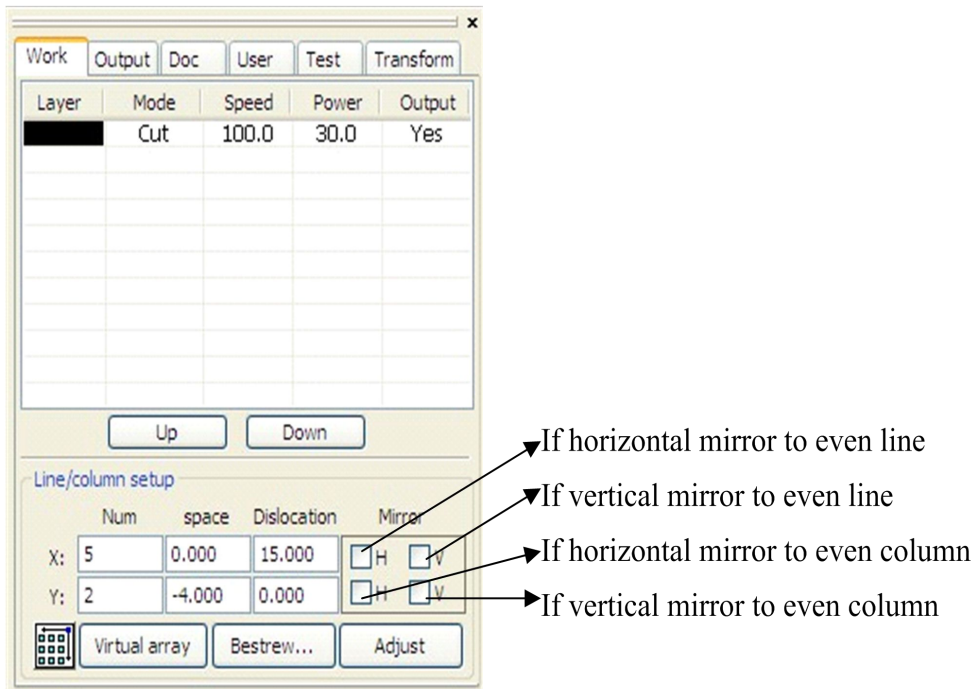 x
Work Output Doc User Test Transform
Layer Mode Speed Power Output
Cut 100.0 30.0 Yes
Up Down
Line/column setup
Num space Dislocation Mirror
X: 5 0.000 15.000 H V
Y: 2 -4.000 0.000 H V
Virtual array Bestrew... Adjust
If horizontal mirror to even line
If vertical mirror to even line
If horizontal mirror to even column
If vertical mirror to even column